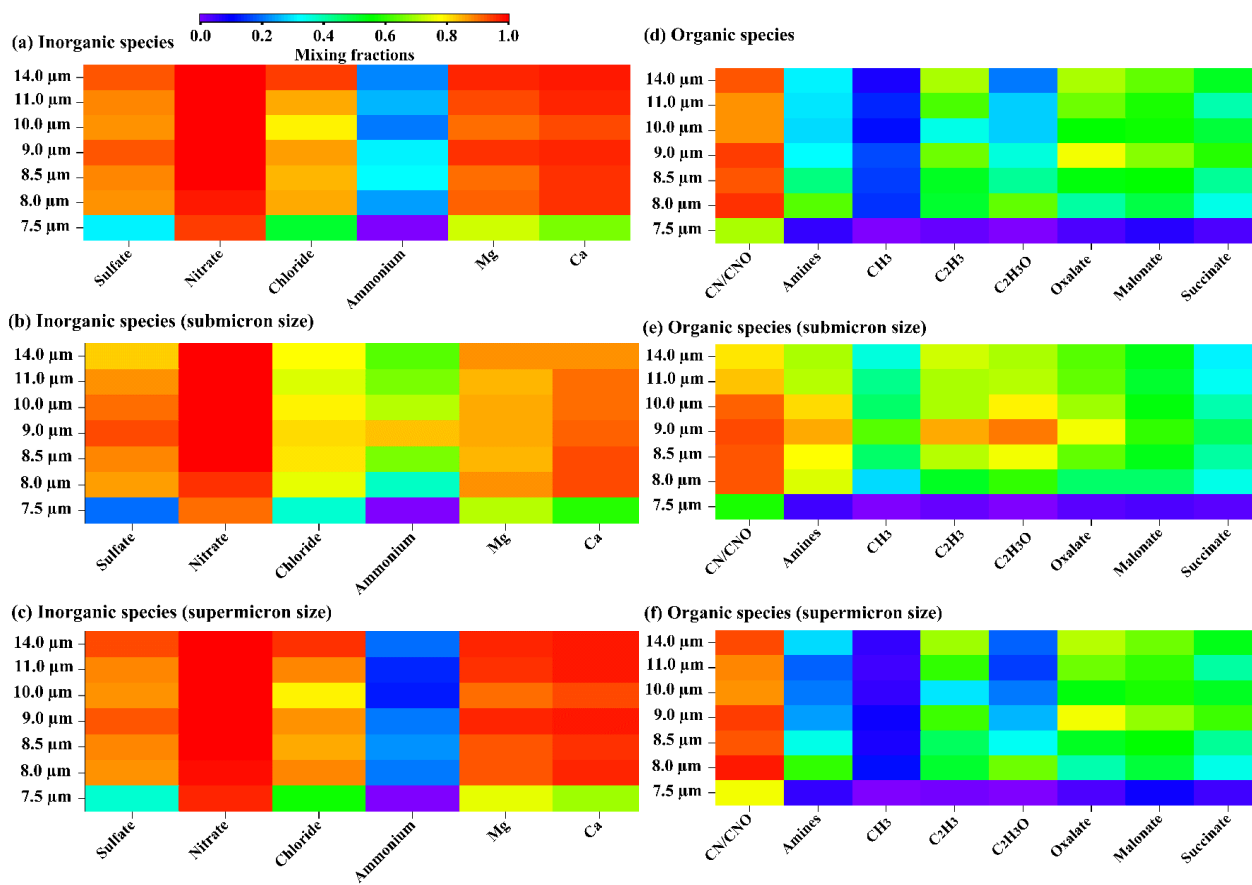 0.0 0.2 0.4 0.6 0.8 1.0
Mixing fractions
(a) Inorganic species
14.0 µm
11.0 µm
10.0 µm
9.0 µm
8.5 µm
8.0 µm
7.5 µm
Sulfate
Nitrate
Chloride
Ammonium
Mg
Ca
(b) Inorganic species (submicron size)
14.0 µm
11.0 µm
10.0 µm
9.0 µm
8.5 µm
8.0 µm
7.5 µm
Sulfate
Nitrate
Chloride
Ammonium
Mg
Ca
(c) Inorganic species (supermicron size)
14.0 µm
11.0 µm
10.0 µm
9.0 µm
8.5 µm
8.0 µm
7.5 µm
Sulfate
Nitrate
Chloride
Ammonium
Mg
Ca
(d) Organic species
14.0 µm
11.0 µm
10.0 µm
9.0 µm
8.5 µm
8.0 µm
7.5 µm
CN/CNO
Amines
CH3
C2H3
C2H3O
Oxalate
Malonate
Succinate
(e) Organic species (submicron size)
14.0 µm
11.0 µm
10.0 µm
9.0 µm
8.5 µm
8.0 µm
7.5 µm
CN/CNO
Amines
CH3
C2H3
C2H3O
Oxalate
Malonate
Succinate
(f) Organic species (supermicron size)
14.0 µm
11.0 µm
10.0 µm
9.0 µm
8.5 µm
8.0 µm
7.5 µm
CN/CNO
Amines
CH3
C2H3
C2H3O
Oxalate
Malonate
Succinate